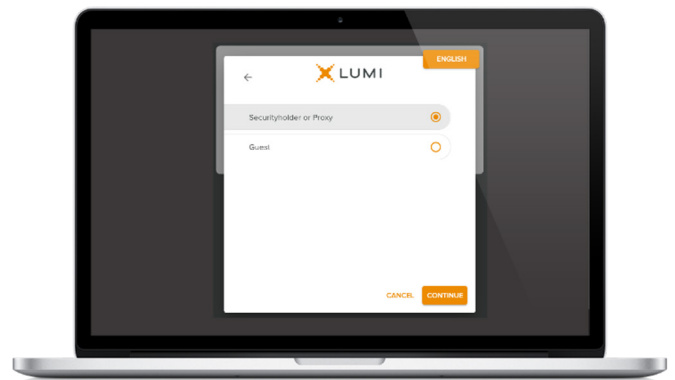 ENGLISH
LUMI
Securityholder or Proxy
Guest
CANCEL
CONTINUE